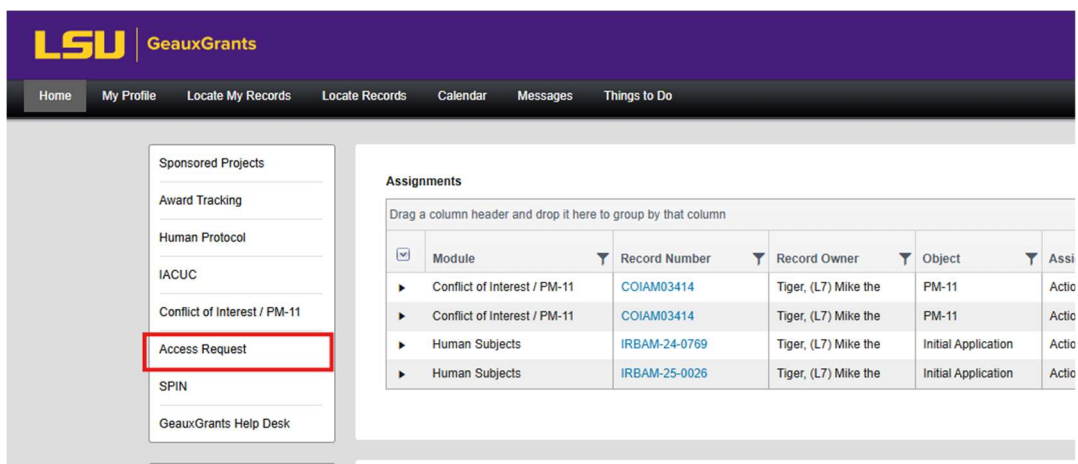 LSU GeauxGrants
Home My Profile Locate My Records Locate Records Calendar Messages Things to Do
Sponsored Projects
Award Tracking
Human Protocol
IACUC
Conflict of Interest / PM-11
Access Request
SPIN
GeauxGrants Help Desk
Assignments
Drag a column header and drop it here to group by that column
Module Record Number Record Owner Object Assi
Conflict of Interest / PM-11 COIAM03414 Tiger, (L7) Mike the PM-11 Actio
Conflict of Interest / PM-11 COIAM03414 Tiger, (L7) Mike the PM-11 Actio
Human Subjects IRBAM-24-0769 Tiger, (L7) Mike the Initial Application Actio
Human Subjects IRBAM-25-0026 Tiger, (L7) Mike the Initial Application Actio